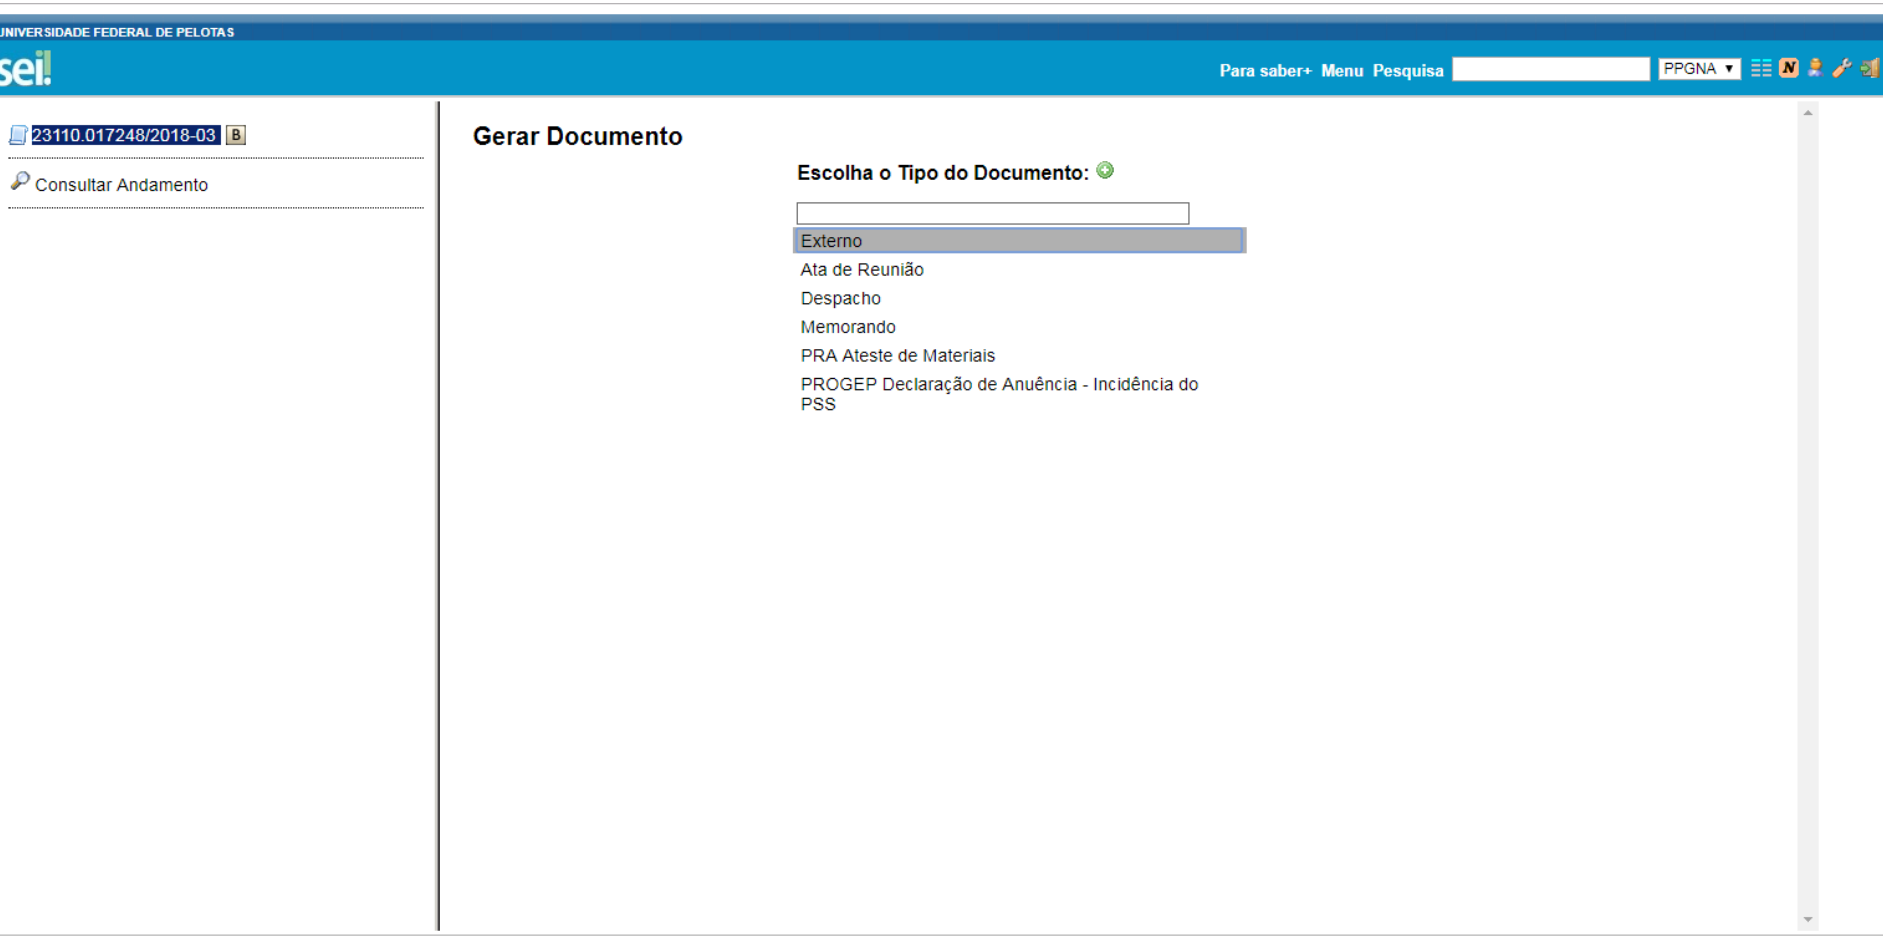 UNIVERSIDADE FEDERAL DE PELOTAS
sei!
Para saber+ Menu Pesquisa
PPGNA
N
23110.017248/2018-03
B
Consultar Andamento
Gerar Documento
Escolha o Tipo do Documento:
Externo
Ata de Reunião
Despacho
Memorando
PRA Ateste de Materiais
PROGEP Declaração de Anuência - Incidência do
PSS